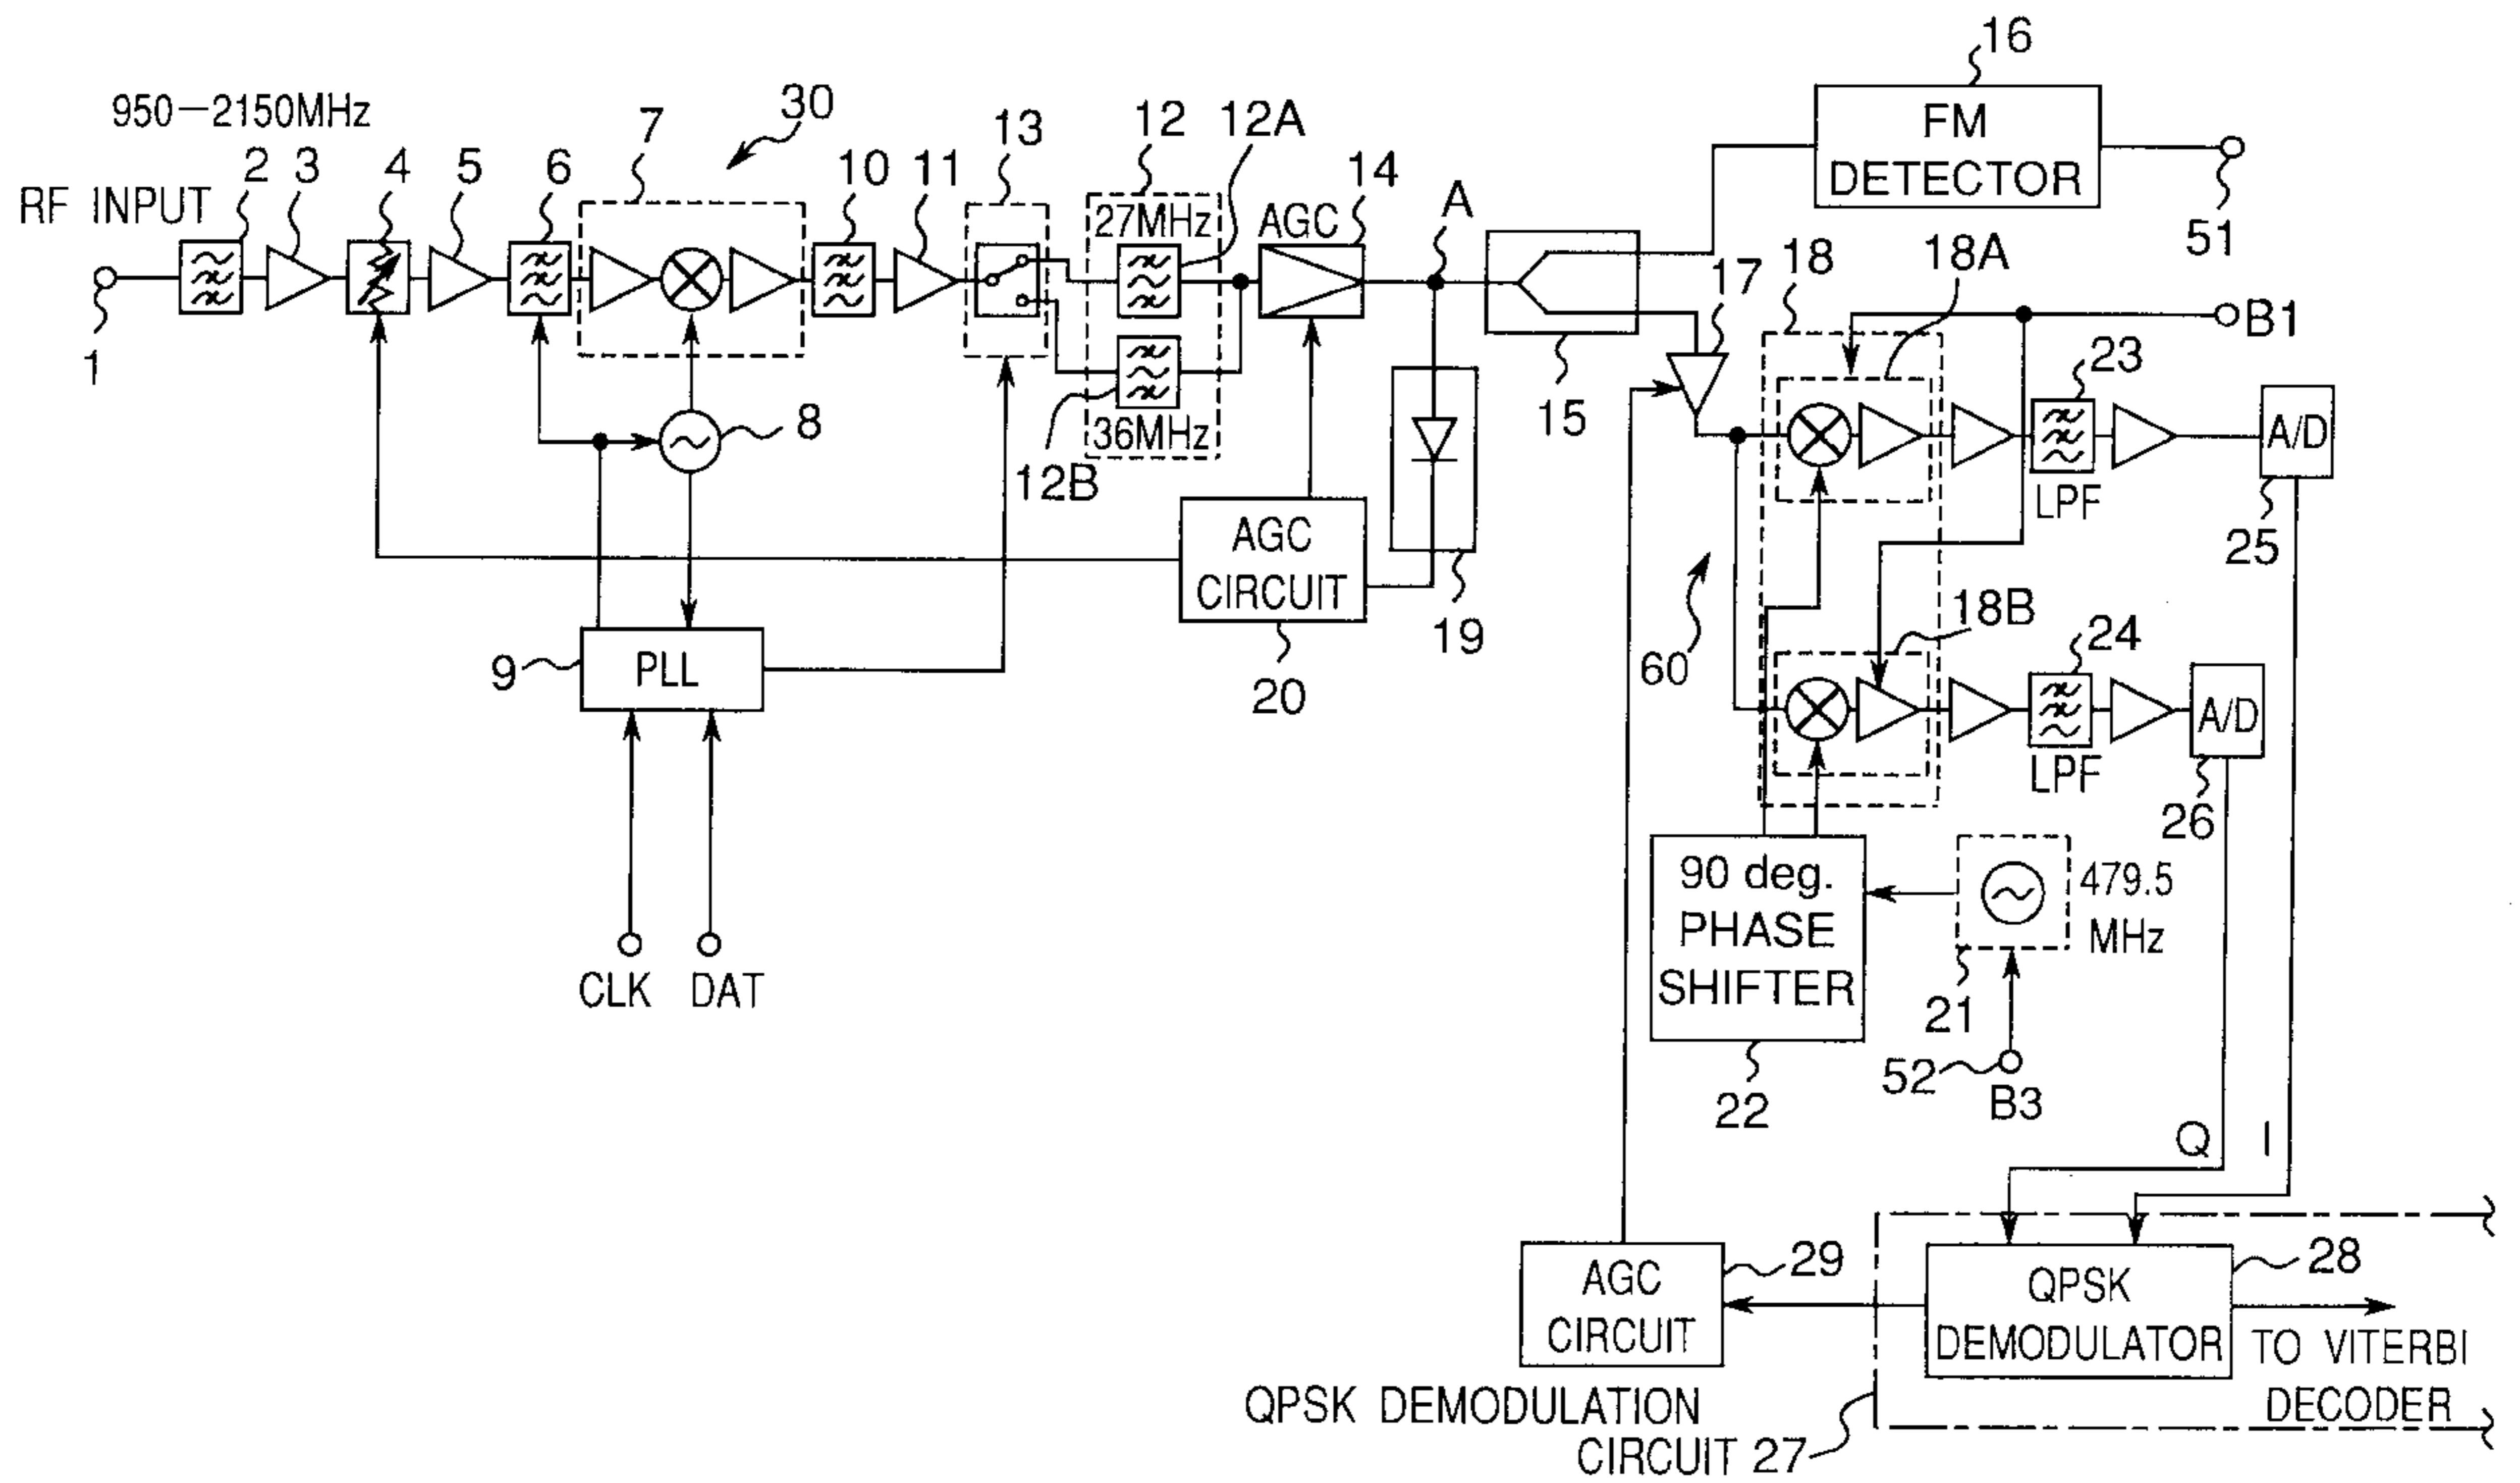 16
950—2150MHz
7
30
13
12
12A
FM
DETECTOR
2
3
4
5
6
10
11
14
A
RF INPUT
27MHz
AGC
51
17
18
18A
B1
1
23
8
36MHz
15
A/D
12B
LPF
25
AGC
CIRCUIT
19
18B
24
60
9
PLL
20
A/D
LPF
26
90 deg.
PHASE
SHIFTER
479.5
MHz
CLK
DAT
21
52
B3
22
Q
I
29
28
AGC
CIRCUIT
QPSK
DEMODULATOR
TO VITERBI
DECODER
QPSK DEMODULATION
CIRCUIT 27